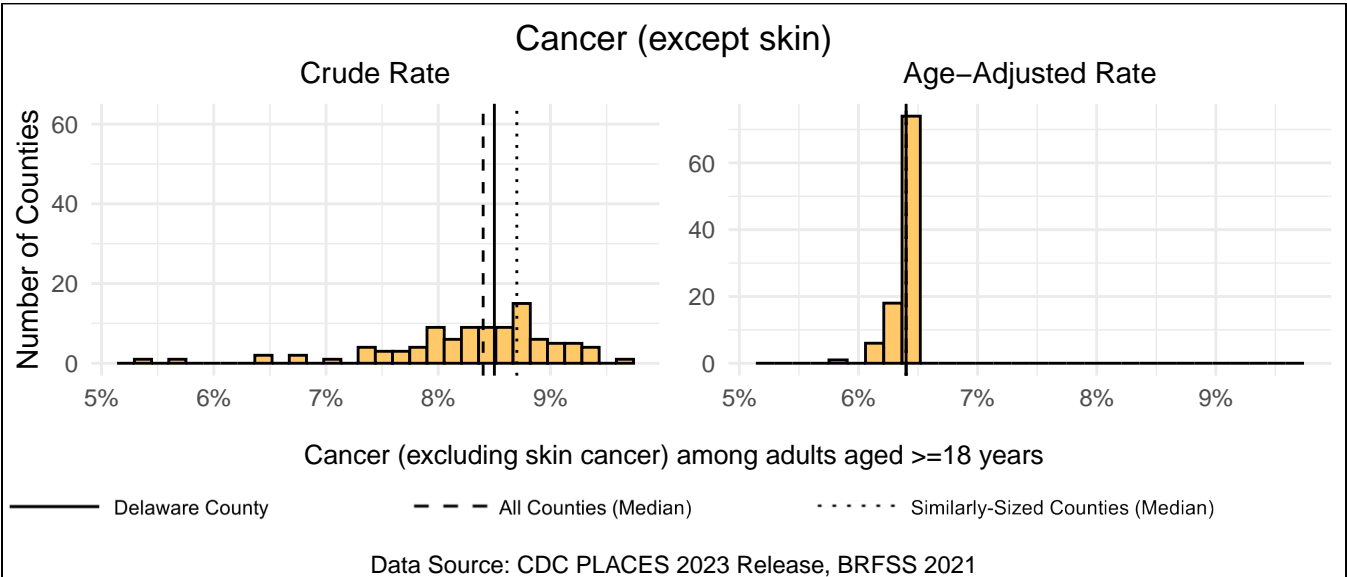 Cancer (except skin)
Crude Rate
Age−Adjusted Rate
Number of Counties
60
40
20
0
5%
6%
7%
8%
9%
60
40
20
0
5%
6%
7%
8%
9%
Cancer (excluding skin cancer) among adults aged >=18 years
Delaware County
All Counties (Median)
Similarly-Sized Counties (Median)
Data Source: CDC PLACES 2023 Release, BRFSS 2021